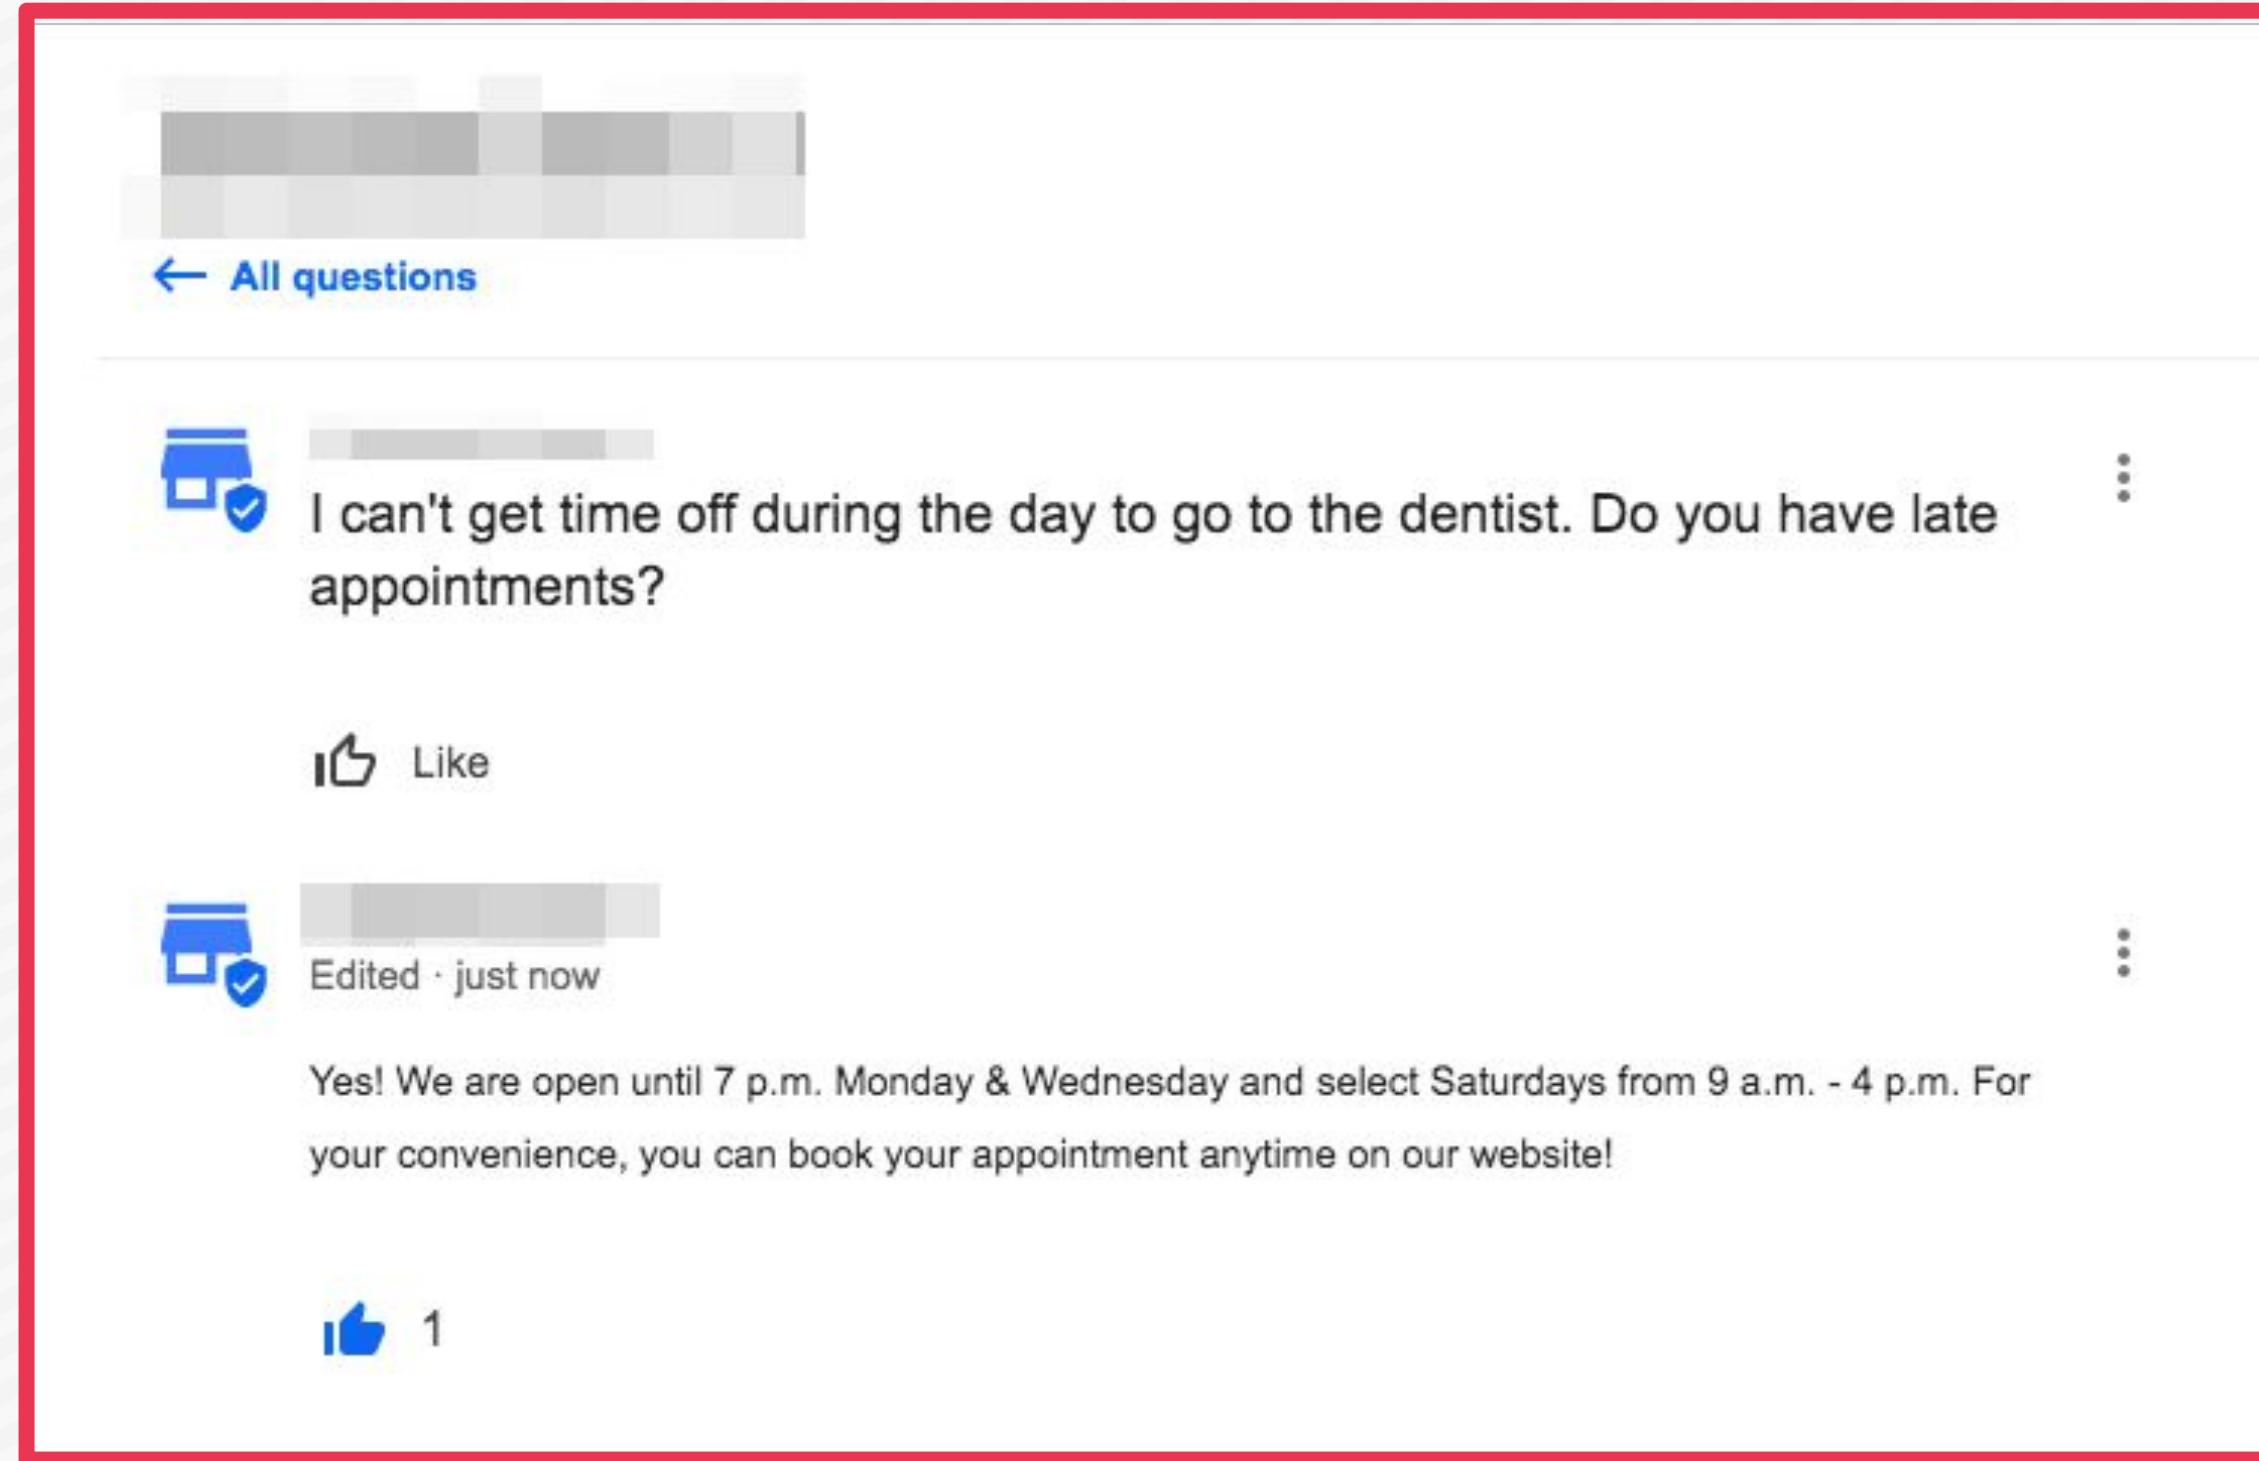 ← All questions
I can't get time off during the day to go to the dentist. Do you have late
appointments?
Like
Edited · just now
Yes! We are open until 7 p.m. Monday & Wednesday and select Saturdays from 9 a.m. - 4 p.m. For
your convenience, you can book your appointment anytime on our website!
1